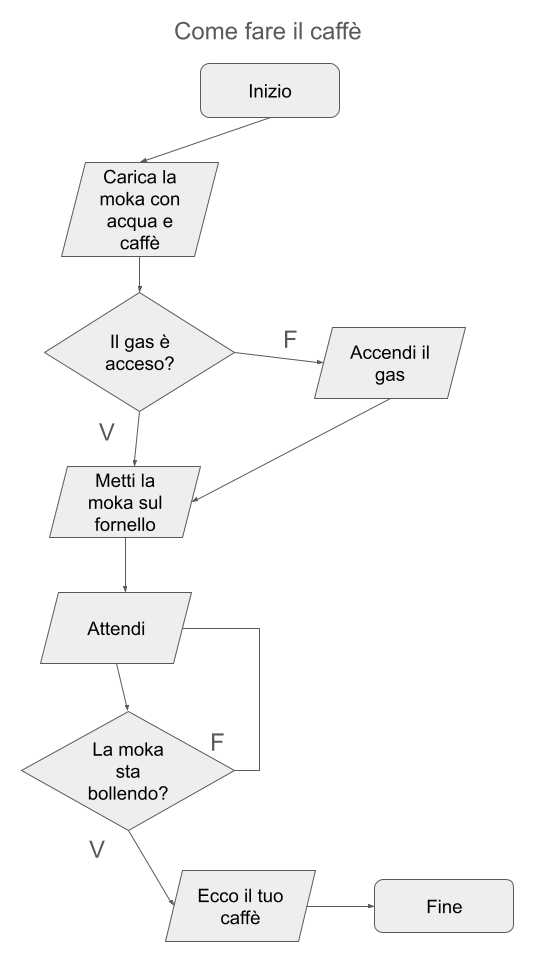 Come fare il caffè
Inizio
Carica la
moka con
acqua e
caffè
Il gas è
acceso?
F
Accendi il
gas
V
Metti la
moka sul
fornello
Attendi
F
La moka
sta
bollendo?
V
Ecco il tuo
caffè
Fine